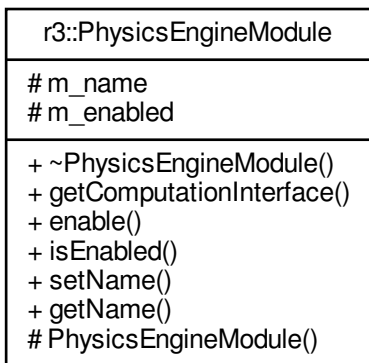 r3::PhysicsEngineModule
# m_name
# m_enabled
+ ~PhysicsEngineModule()
+ getComputationInterface()
+ enable()
+ isEnabled()
+ setName()
+ getName()
# PhysicsEngineModule()